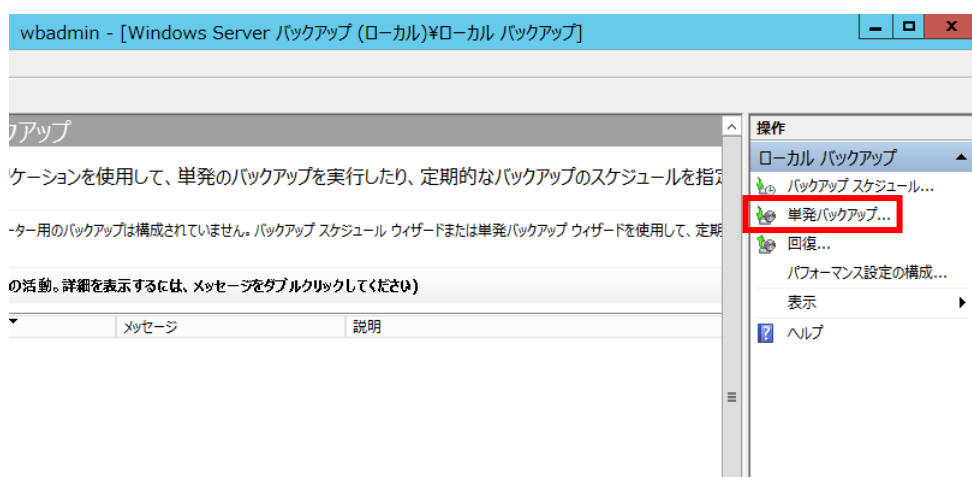 wbadmin - [Windows Server バックアップ (ローカル)¥ローカル バックアップ]
クアップ
ケーションを使用して、単発のバックアップを実行したり、定期的なバックアップのスケジュールを指定
ーター用のバックアップは構成されていません。バックアップ スケジュール ウィザードまたは単発バックアップ ウィザードを使用して、定期
の活動。詳細を表示するには、メッセージをダブルクリックしてください)
メッセージ 説明
操作
ローカル バックアップ
バックアップ スケジュール...
単発バックアップ...
回復...
パフォーマンス設定の構成...
表示
ヘルプ